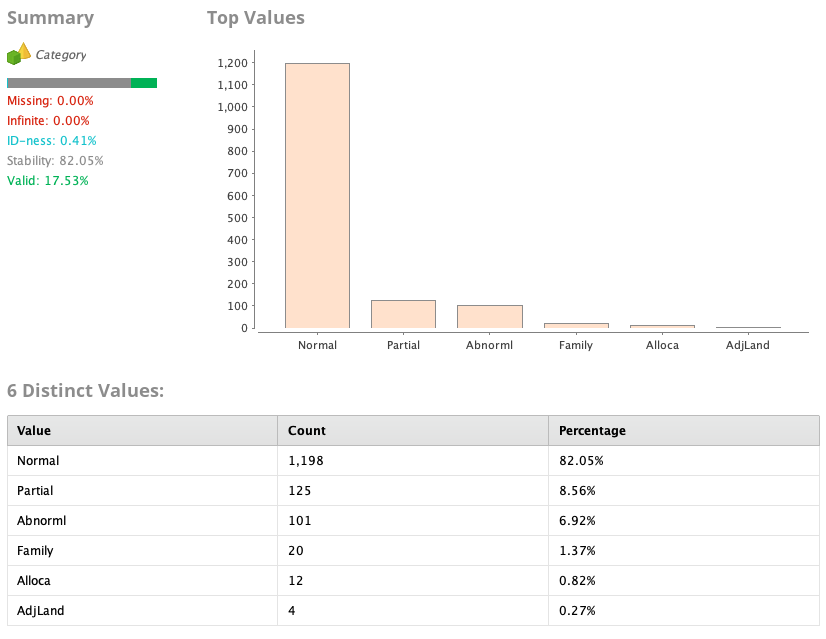 Summary
Category
Missing: 0.00%
Infinite: 0.00%
ID-ness: 0.41%
Stability: 82.05%
Valid: 17.53%
Top Values
1,200
1,100
1,000
900
800
700
600
500
400
300
200
100
0
Normal Partial Abnorml Family Alloca AdjLand
6 Distinct Values:
Value Count Percentage
Normal 1,198 82.05%
Partial 125 8.56%
Abnorml 101 6.92%
Family 20 1.37%
Alloca 12 0.82%
AdjLand 4 0.27%